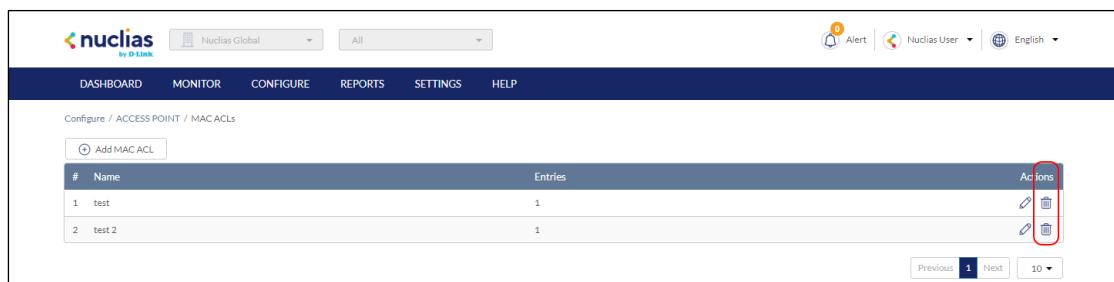 nuclias
by D-Link
Nuclias Global
All
0
Alert
Nuclias User
English
DASHBOARD MONITOR CONFIGURE REPORTS SETTINGS HELP
Configure / ACCESS POINT / MAC ACLs
Add MAC ACL
# Name Entries Actions
1 test 1
2 test 2 1
Previous 1 Next 10